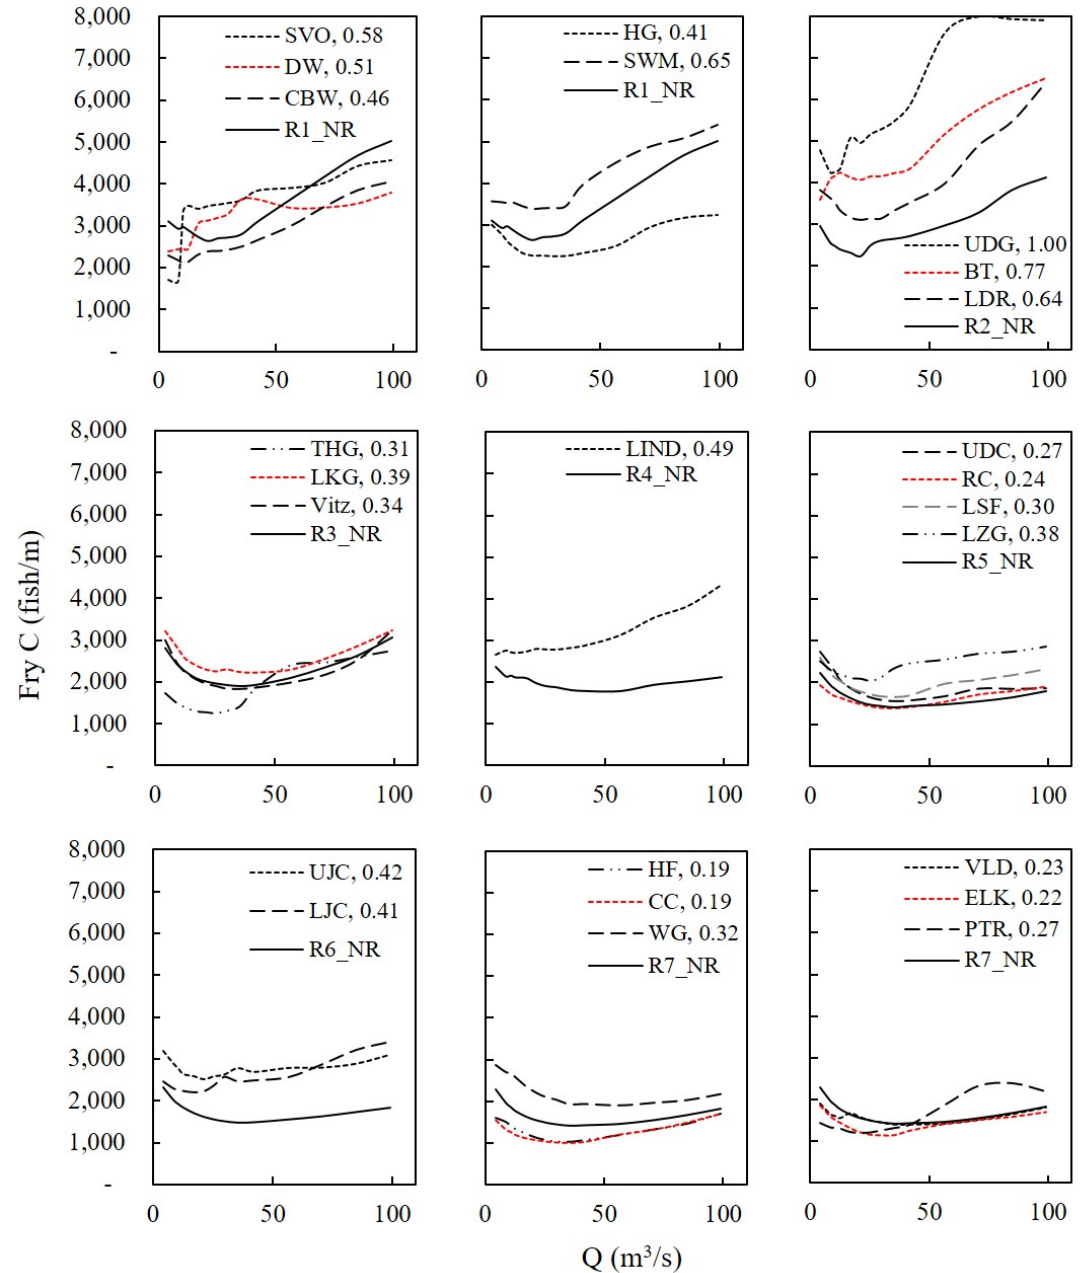 8,000
7,000
6,000
5,000
4,000
3,000
2,000
1,000
-
SVO, 0.58
DW, 0.51
CBW, 0.46
R1_NR
0 50 100
HG, 0.41
SWM, 0.65
R1_NR
0 50 100
UDG, 1.00
BT, 0.77
LDR, 0.64
R2_NR
0 50 100
Fry C (fish/m)
8,000
7,000
6,000
5,000
4,000
3,000
2,000
1,000
-
THG, 0.31
LKG, 0.39
Vitz, 0.34
R3_NR
0 50 100
LIND, 0.49
R4_NR
0 50 100
UDC, 0.27
RC, 0.24
LSF, 0.30
LZG, 0.38
R5_NR
0 50 100
8,000
7,000
6,000
5,000
4,000
3,000
2,000
1,000
-
UJC, 0.42
LJC, 0.41
R6_NR
0 50 100
HF, 0.19
CC, 0.19
WG, 0.32
R7_NR
0 50 100
VLD, 0.23
ELK, 0.22
PTR, 0.27
R7_NR
0 50 100
Q (m³/s)